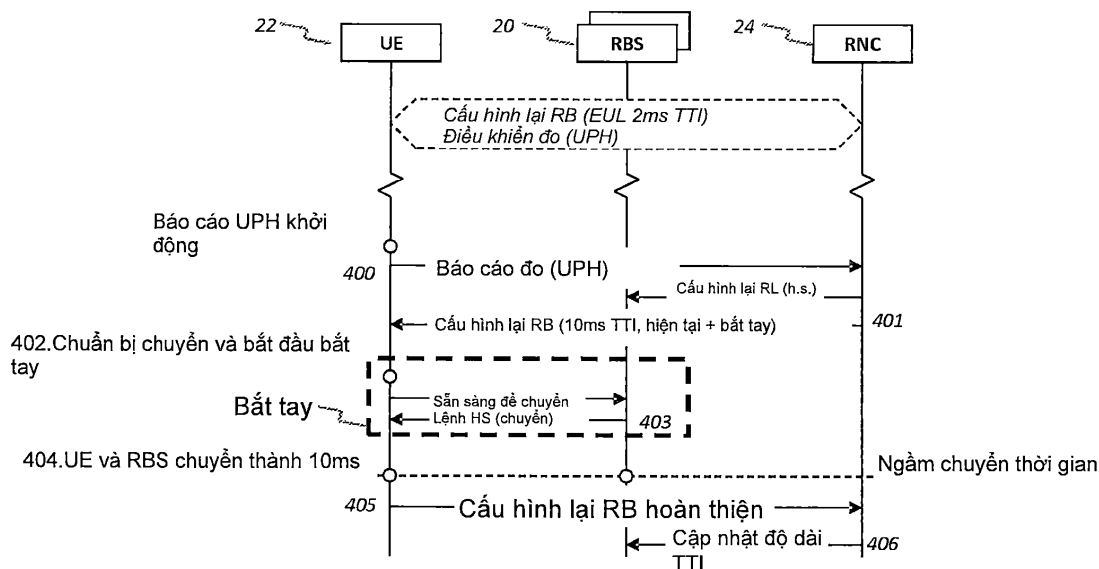 22
20
24
UE
RBS
RNC
Cấu hình lại RB (EUL 2ms TTI)
Điều khiển đo (UPH)
Báo cáo UPH khởi
động
400
Báo cáo đo (UPH)
Cấu hình lại RL (h.s.)
Cấu hình lại RB (10ms TTI, hiện tại + bắt tay)
401
402.Chuẩn bị chuyển và bắt đầu bắt
tay
Sẵn sàng để chuyển
Bắt tay
Lệnh HS (chuyển)
403
404.UE và RBS chuyển thành 10ms
Ngầm chuyển thời gian
405
Cấu hình lại RB hoàn thiện
Cập nhật độ dài
TTI
406